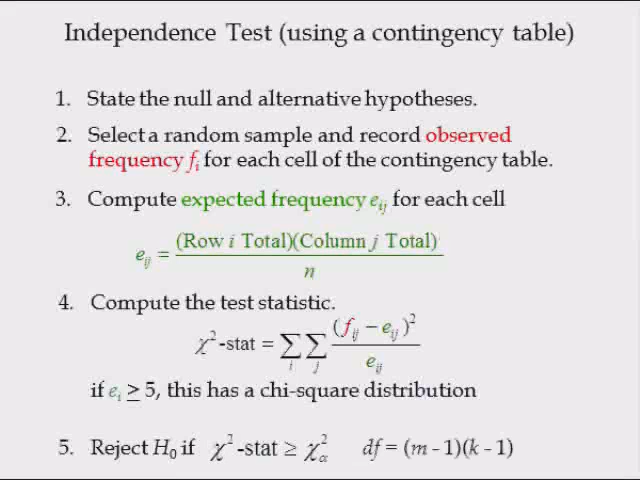 Independence Test (using a contingency table)
1. State the null and alternative hypotheses.
2. Select a random sample and record observed
frequency fᵢ for each cell of the contingency table.
3. Compute expected frequency eᵢⱼ for each cell
eᵢⱼ = (Row i Total)(Column j Total) / n
4. Compute the test statistic.
χ²-stat = ∑ᵢ ∑ⱼ (fᵢⱼ − eᵢⱼ)² / eᵢⱼ
if eᵢ ≥ 5, this has a chi-square distribution
5. Reject H₀ if χ²-stat ≥ χ²_α df = (m - 1)(k - 1)